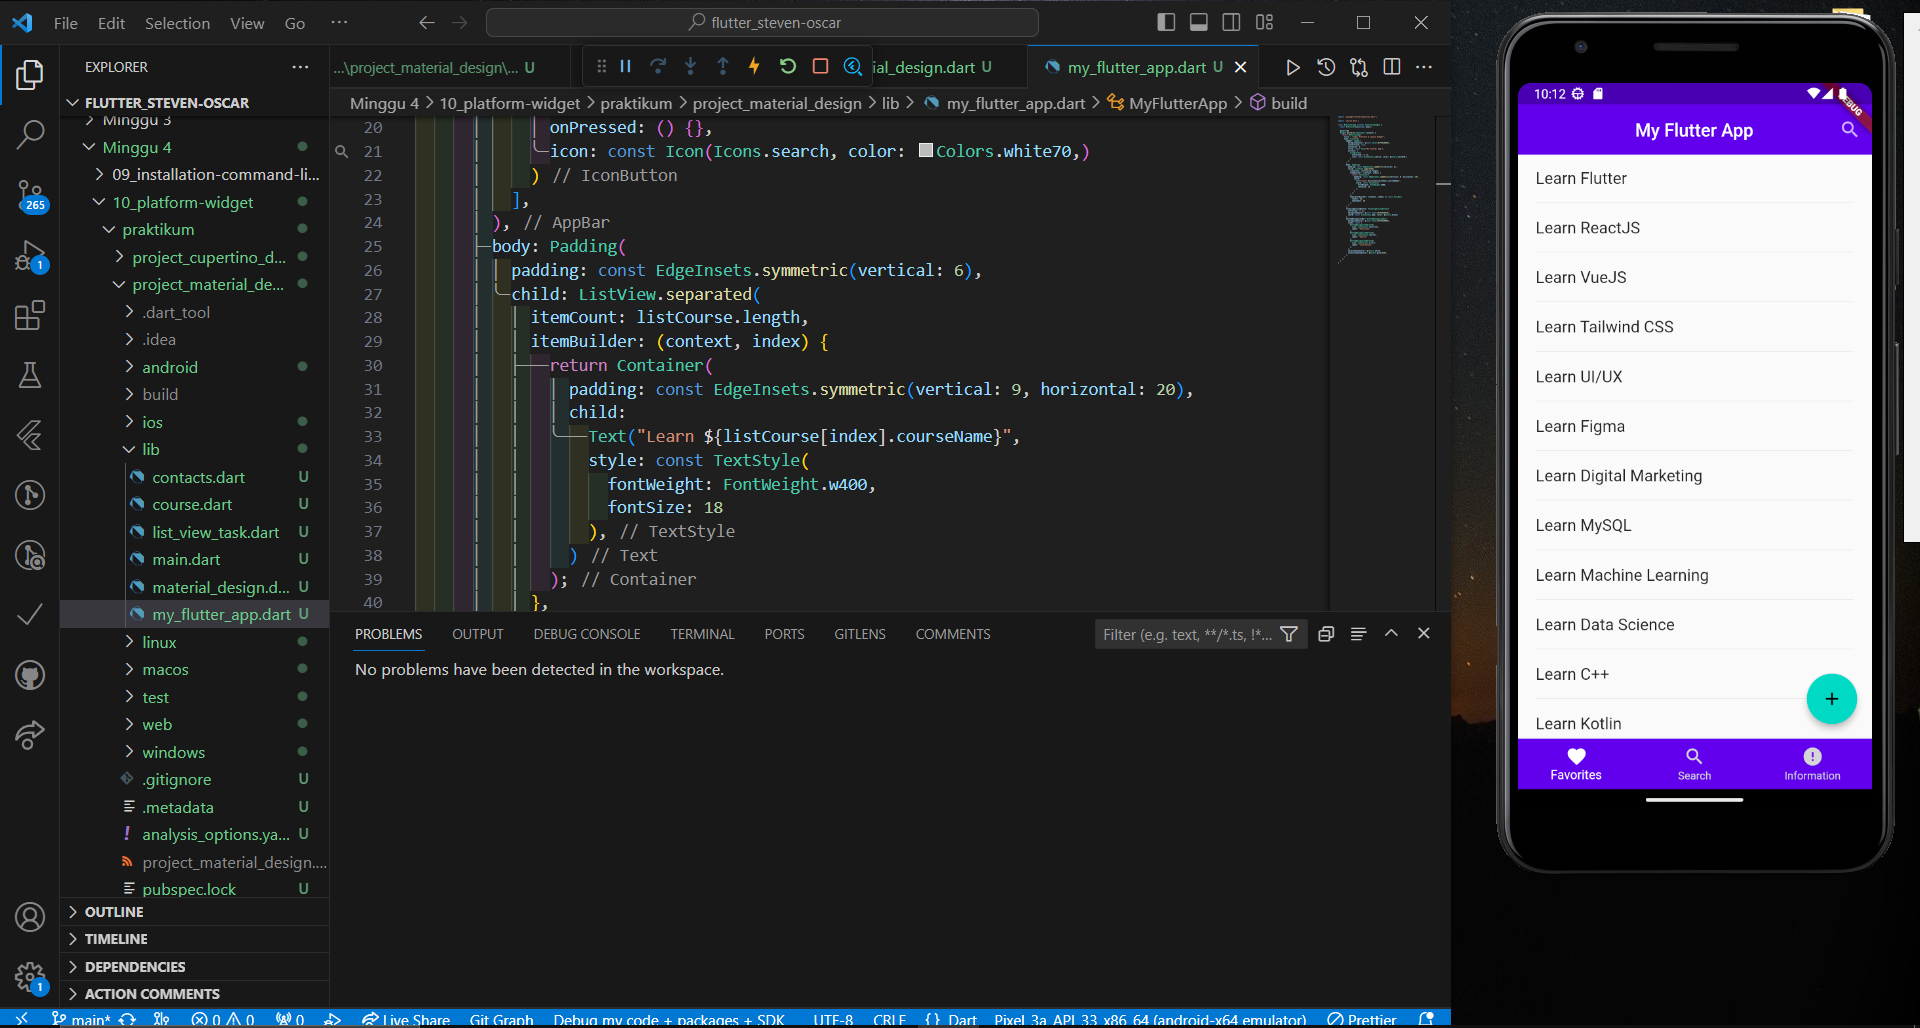 File Edit Selection View Go ...
flutter_steven-oscar
EXPLORER
FLUTTER_STEVEN-OSCAR
Minggu 3
Minggu 4
09_installation-command-li...
10_platform-widget
praktikum
project_cupertino_d...
project_material_de...
.dart_tool
.idea
android
build
ios
lib
contacts.dart U
course.dart U
list_view_task.dart U
main.dart U
material_design.d... U
my_flutter_app.dart U
linux
macos
test
web
windows
.gitignore U
.metadata U
analysis_options.ya... U
project_material_design....
pubspec.lock U
OUTLINE
TIMELINE
DEPENDENCIES
ACTION COMMENTS
265
1
1
...\project_material_design\... U
ial_design.dart U
my_flutter_app.dart U
Minggu 4 > 10_platform-widget > praktikum > project_material_design > lib > my_flutter_app.dart > MyFlutterApp > build
20 onPressed: () {},
21 icon: const Icon(Icons.search, color: Colors.white70,)
22 ) // IconButton
23 ],
24 ), // AppBar
25 body: Padding(
26 padding: const EdgeInsets.symmetric(vertical: 6),
27 child: ListView.separated(
28 itemCount: listCourse.length,
29 itemBuilder: (context, index) {
30 return Container(
31 padding: const EdgeInsets.symmetric(vertical: 9, horizontal: 20),
32 child:
33 Text("Learn ${listCourse[index].courseName}",
34 style: const TextStyle(
35 fontWeight: FontWeight.w400,
36 fontSize: 18
37 ), // TextStyle
38 ) // Text
39 ); // Container
40 },
PROBLEMS OUTPUT DEBUG CONSOLE TERMINAL PORTS GITLENS COMMENTS
Filter (e.g. text, **/*.ts, !*...
No problems have been detected in the workspace.
main* 0 0 0 Live Share Git Graph Debug my code + packages + SDK UTF-8 CRLF {} Dart Pixel_3a_API_33_x86_64 (android-x64 emulator) Prettier
10:12
DEBUG
My Flutter App
Learn Flutter
Learn ReactJS
Learn VueJS
Learn Tailwind CSS
Learn UI/UX
Learn Figma
Learn Digital Marketing
Learn MySQL
Learn Machine Learning
Learn Data Science
Learn C++
Learn Kotlin
+
Favorites Search Information